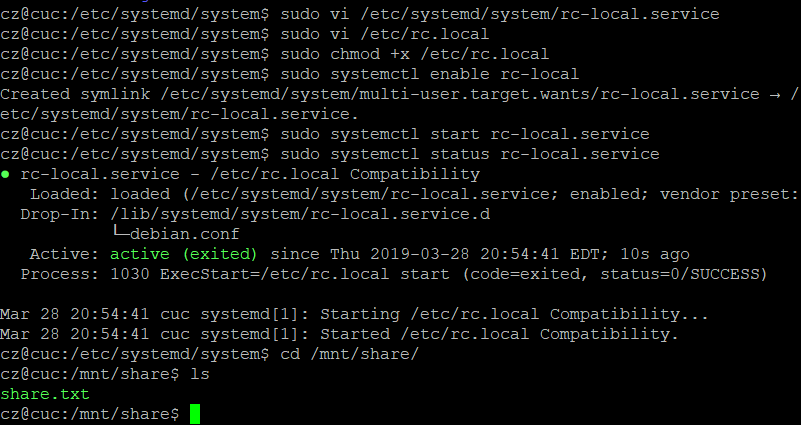 cz@cuc:/etc/systemd/system$ sudo vi /etc/systemd/system/rc-local.service
cz@cuc:/etc/systemd/system$ sudo vi /etc/rc.local
cz@cuc:/etc/systemd/system$ sudo chmod +x /etc/rc.local
cz@cuc:/etc/systemd/system$ sudo systemctl enable rc-local
Created symlink /etc/systemd/system/multi-user.target.wants/rc-local.service → /
etc/systemd/system/rc-local.service.
cz@cuc:/etc/systemd/system$ sudo systemctl start rc-local.service
cz@cuc:/etc/systemd/system$ sudo systemctl status rc-local.service
● rc-local.service - /etc/rc.local Compatibility
   Loaded: loaded (/etc/systemd/system/rc-local.service; enabled; vendor preset:
  Drop-In: /lib/systemd/system/rc-local.service.d
           └─debian.conf
   Active: active (exited) since Thu 2019-03-28 20:54:41 EDT; 10s ago
  Process: 1030 ExecStart=/etc/rc.local start (code=exited, status=0/SUCCESS)

Mar 28 20:54:41 cuc systemd[1]: Starting /etc/rc.local Compatibility...
Mar 28 20:54:41 cuc systemd[1]: Started /etc/rc.local Compatibility.
cz@cuc:/etc/systemd/system$ cd /mnt/share/
cz@cuc:/mnt/share$ ls
share.txt
cz@cuc:/mnt/share$